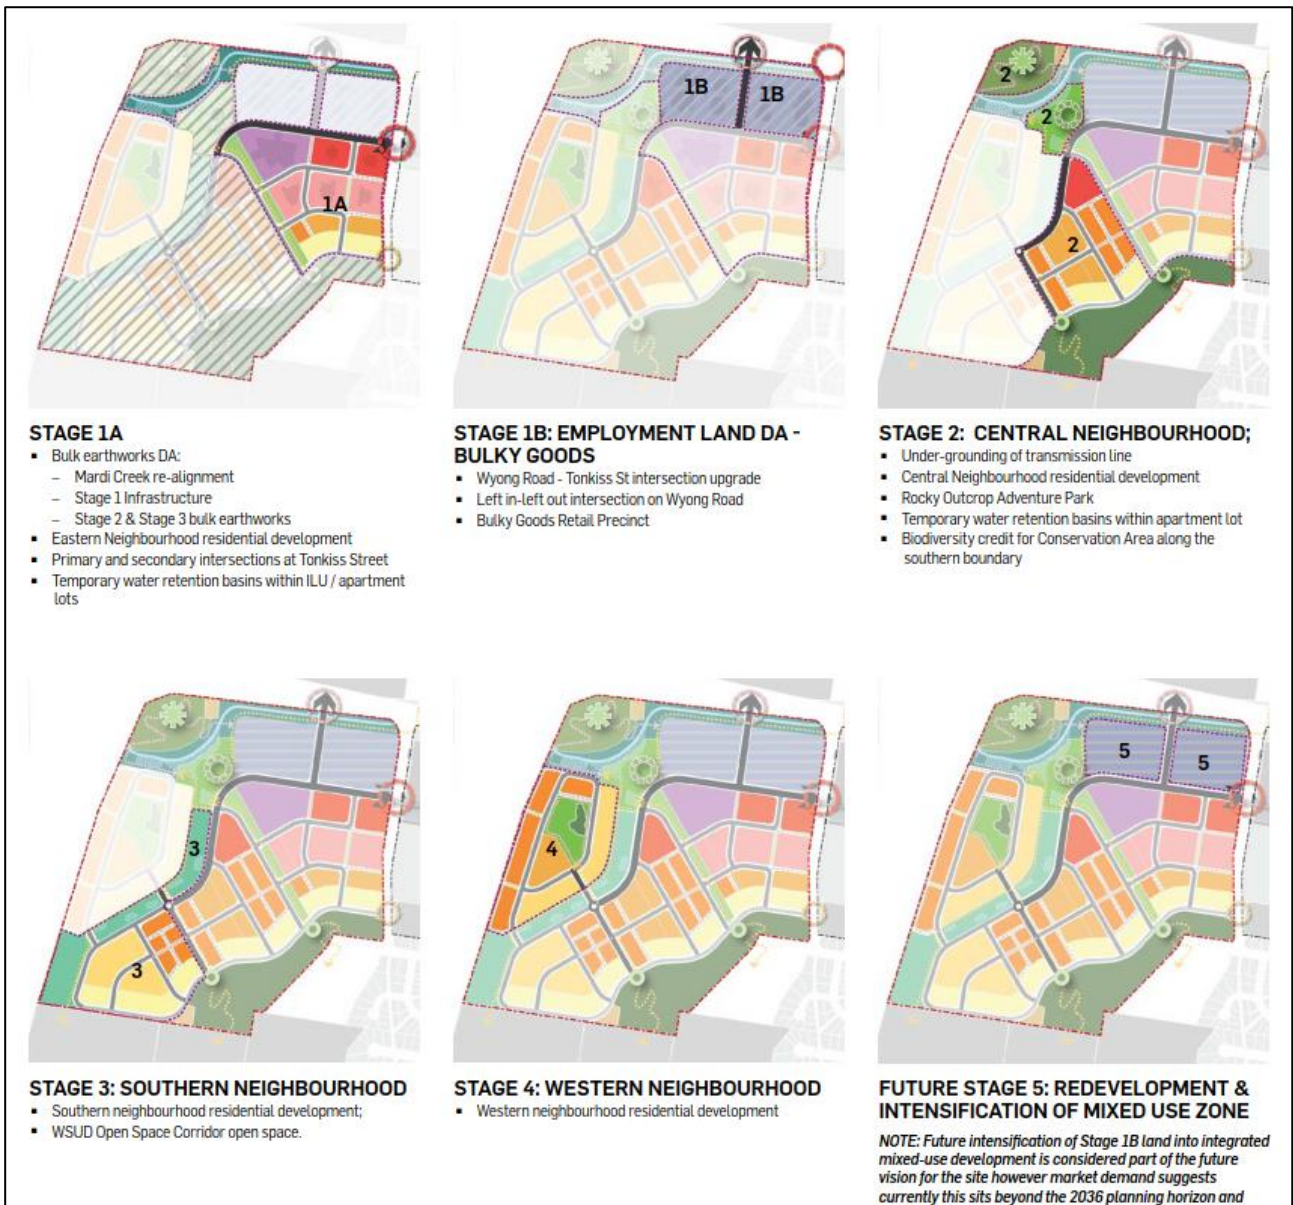 1A
1B
1B
2
2
2
STAGE 1A
▪ Bulk earthworks DA:
– Mardi Creek re-alignment
– Stage 1 Infrastructure
– Stage 2 & Stage 3 bulk earthworks
▪ Eastern Neighbourhood residential development
▪ Primary and secondary intersections at Tonkiss Street
▪ Temporary water retention basins within ILU / apartment
lots
STAGE 1B: EMPLOYMENT LAND DA -
BULKY GOODS
▪ Wyong Road - Tonkiss St intersection upgrade
▪ Left in-left out intersection on Wyong Road
▪ Bulky Goods Retail Precinct
STAGE 2: CENTRAL NEIGHBOURHOOD;
▪ Under-grounding of transmission line
▪ Central Neighbourhood residential development
▪ Rocky Outcrop Adventure Park
▪ Temporary water retention basins within apartment lot
▪ Biodiversity credit for Conservation Area along the
southern boundary
3
3
4
5
5
STAGE 3: SOUTHERN NEIGHBOURHOOD
▪ Southern neighbourhood residential development;
▪ WSUD Open Space Corridor open space.
STAGE 4: WESTERN NEIGHBOURHOOD
▪ Western neighbourhood residential development
FUTURE STAGE 5: REDEVELOPMENT &
INTENSIFICATION OF MIXED USE ZONE
NOTE: Future intensification of Stage 1B land into integrated
mixed-use development is considered part of the future
vision for the site however market demand suggests
currently this sits beyond the 2036 planning horizon and